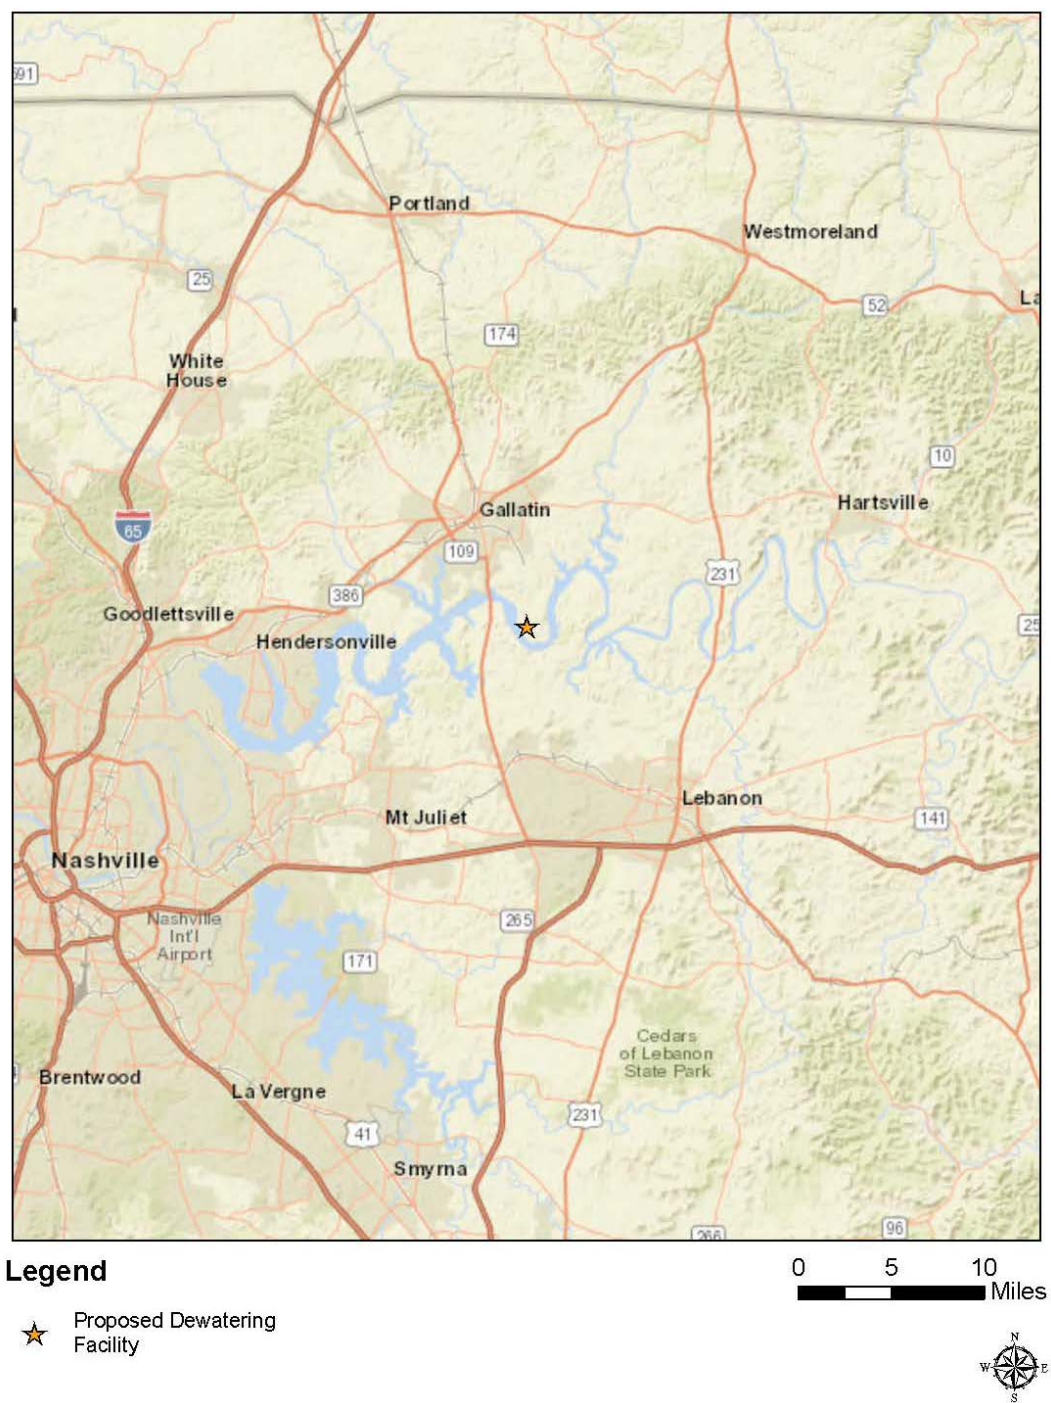 691
Portland
Westmoreland
25
52
La
174
White
House
10
Hartsville
Gallatin
65
109
231
386
Goodlettsville
25
Hendersonville
Lebanon
Mt Juliet
141
Nashville
Nashville
Int'l
Airport
265
171
Cedars
of Lebanon
State Park
Brentwood
La Vergne
231
41
Smyrna
266
96
Legend
Proposed Dewatering
Facility
0 5 10
Miles
N
W E
S